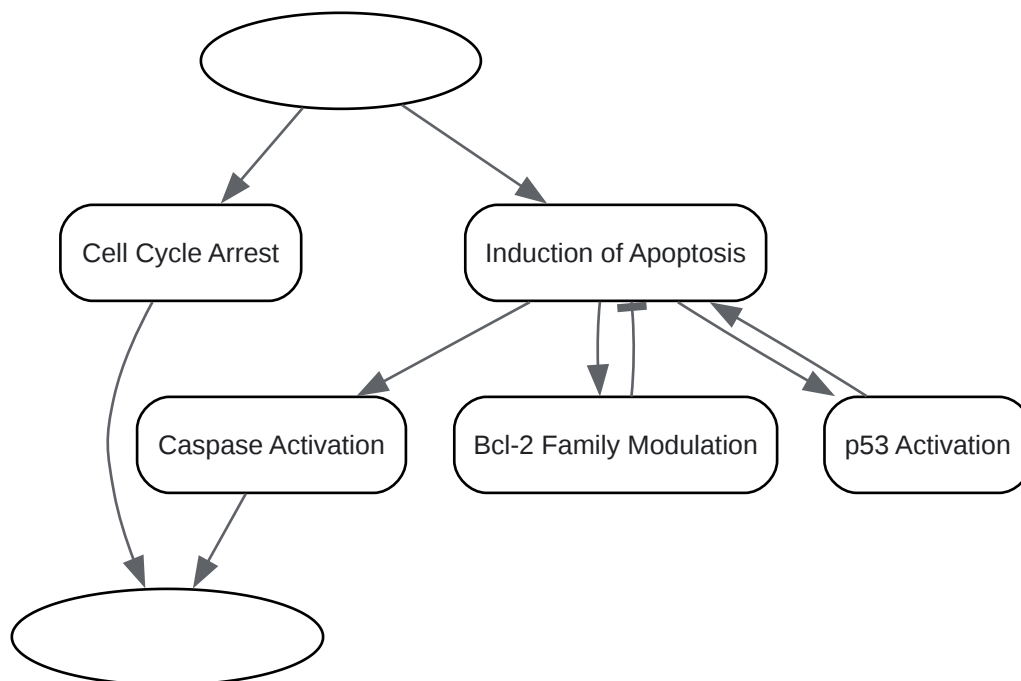 Cell Cycle Arrest
Induction of Apoptosis
Caspase Activation
Bcl-2 Family Modulation
p53 Activation